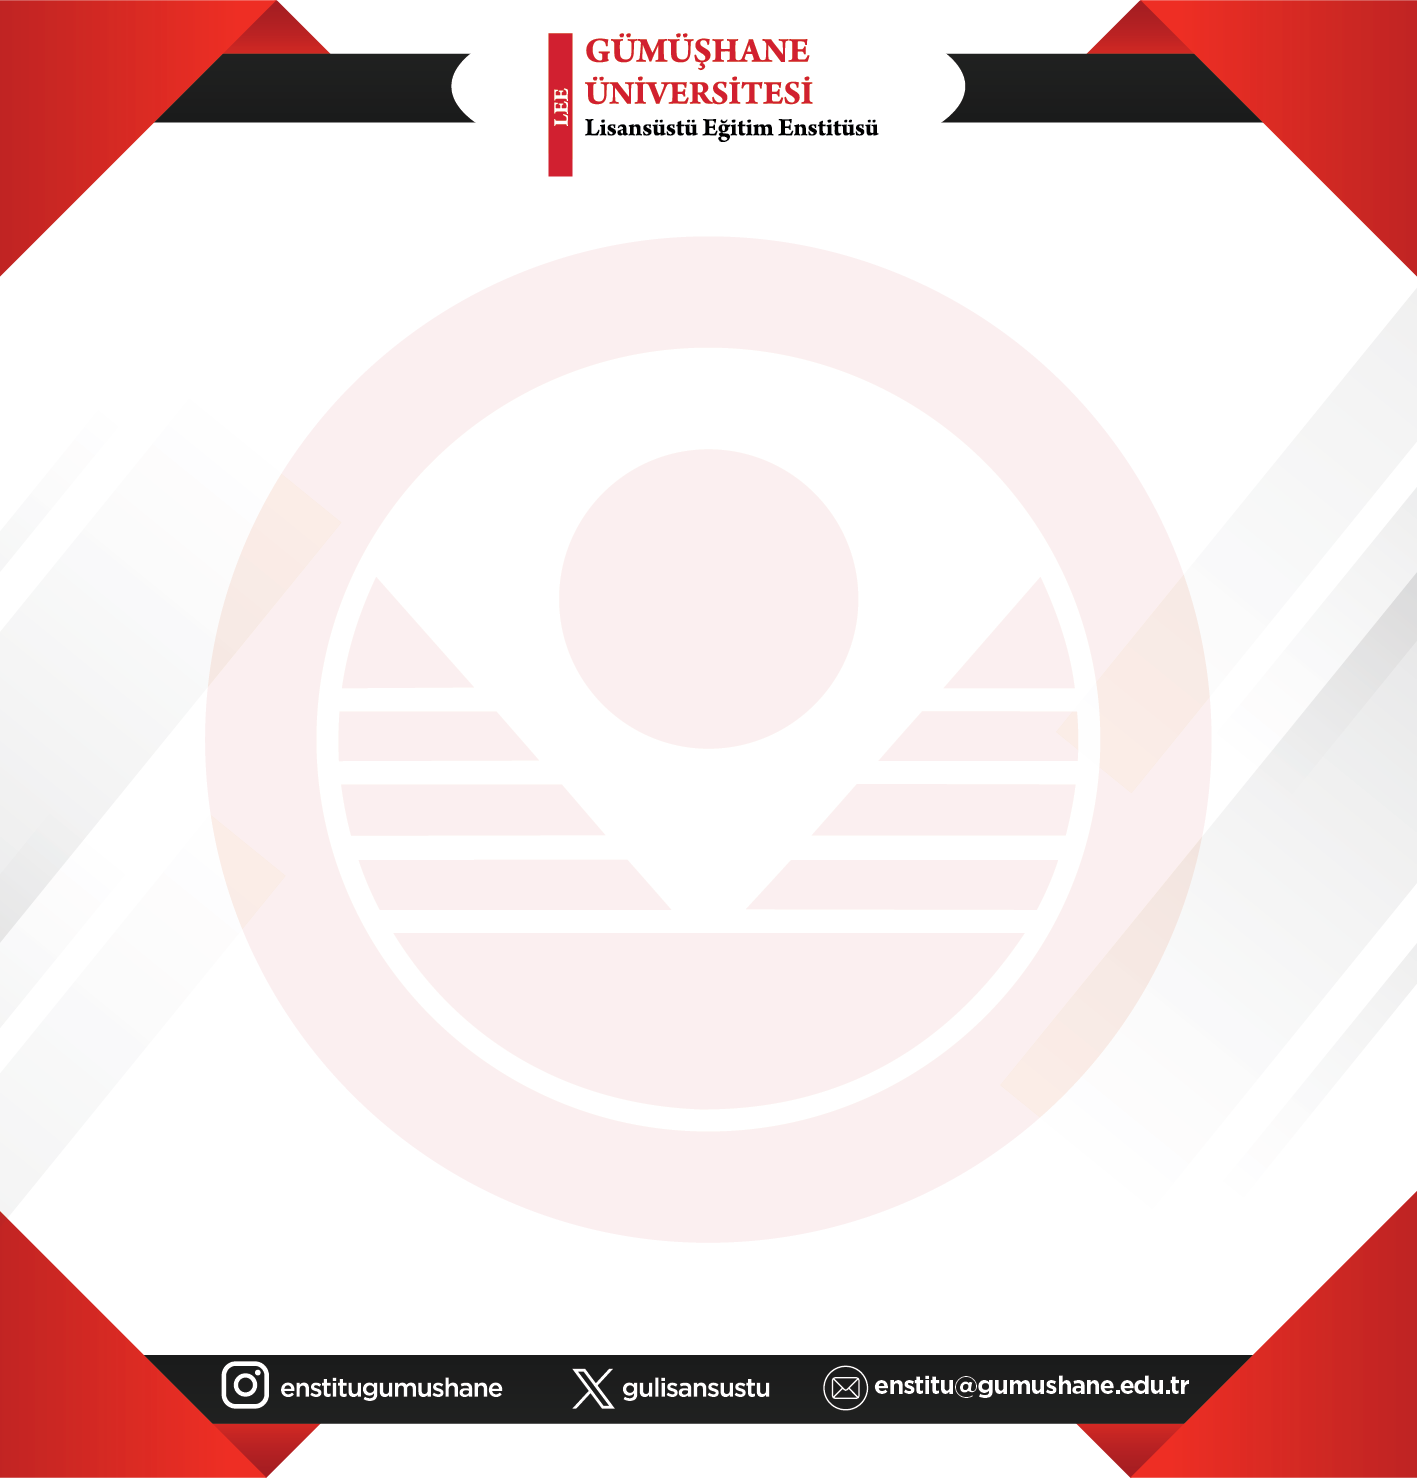 LEE
GÜMÜŞHANE
ÜNİVERSİTESİ
Lisansüstü Eğitim Enstitüsü
enstitugumushane
gulisansustu
enstitu@gumushane.edu.tr